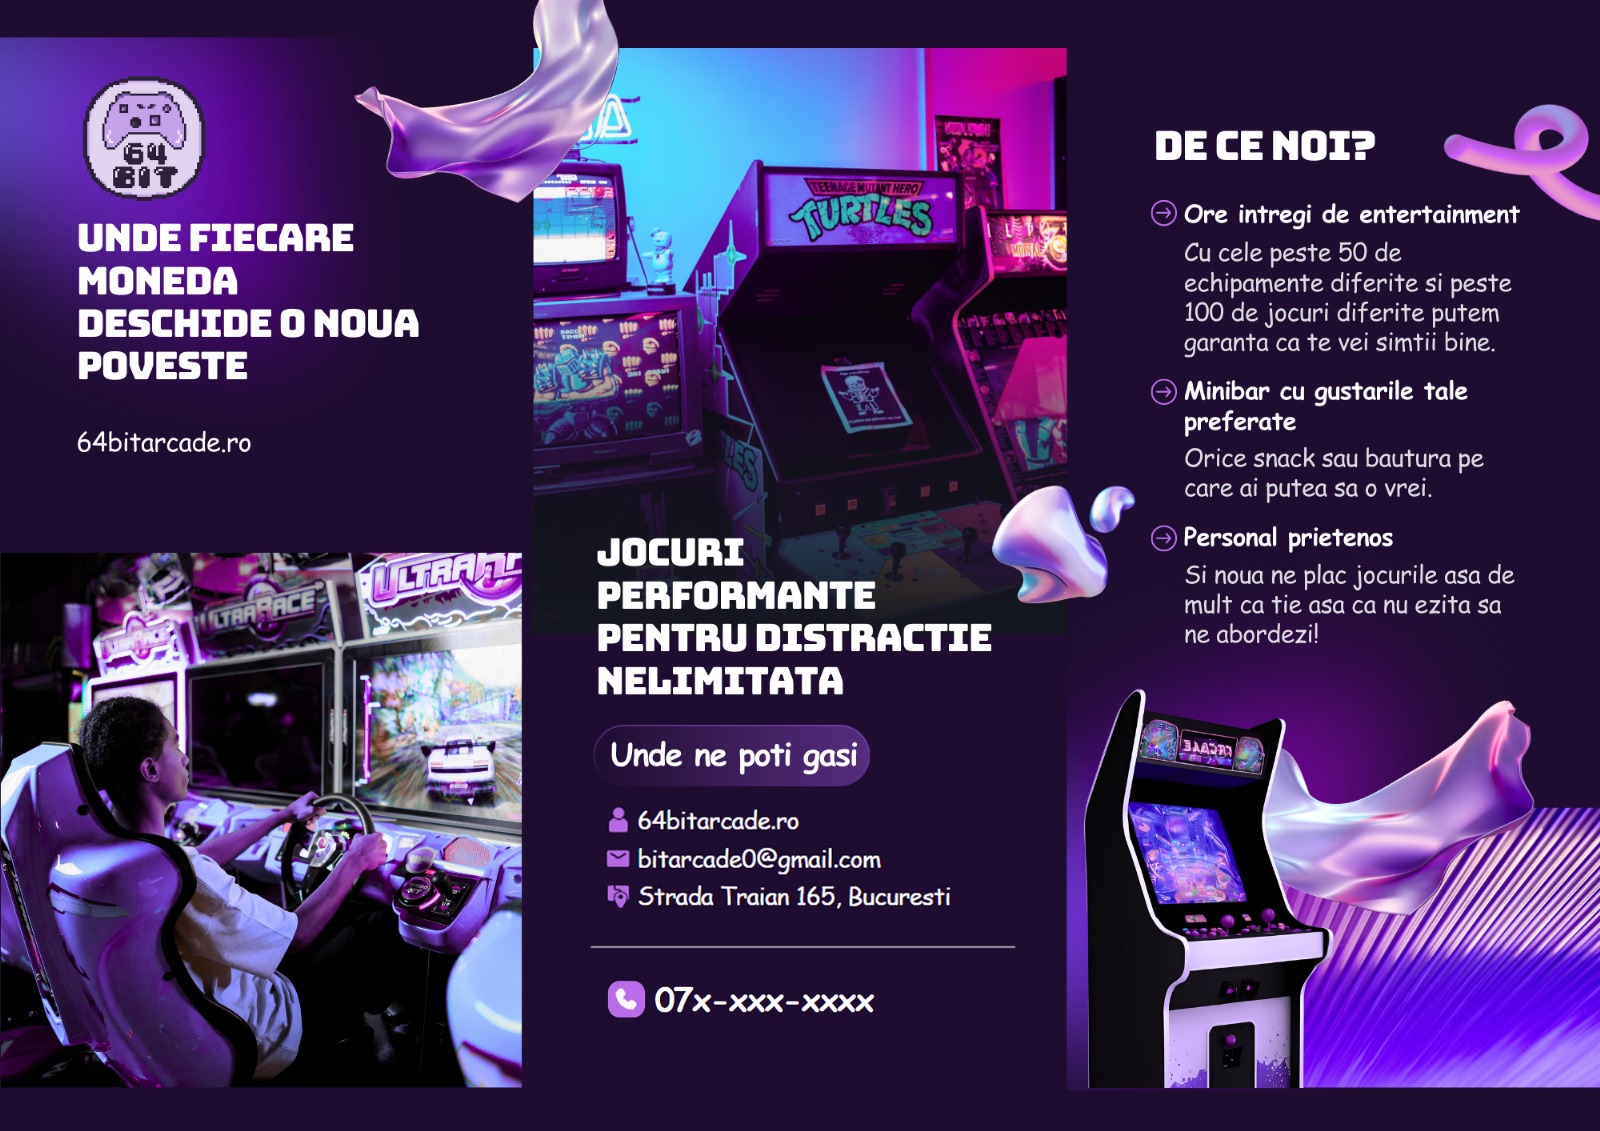 64
BIT
UNDE FIECARE
MONEDA
DESCHIDE O NOUA
POVESTE
64bitarcade.ro
ULTRARACE
TEENAGE MUTANT HERO
TURTLES
MORTAL KOMBAT
JOCURI
PERFORMANTE
PENTRU DISTRACTIE
NELIMITATA
Unde ne poti gasi
64bitarcade.ro
bitarcade0@gmail.com
Strada Traian 165, Bucuresti
07x-xxx-xxxx
DE CE NOI?
Ore intregi de entertainment
Cu cele peste 50 de
echipamente diferite si peste
100 de jocuri diferite putem
garanta ca te vei simtii bine.
Minibar cu gustarile tale
preferate
Orice snack sau bautura pe
care ai putea sa o vrei.
Personal prietenos
Si noua ne plac jocurile asa de
mult ca tie asa ca nu ezita sa
ne abordezi!
ARCADE